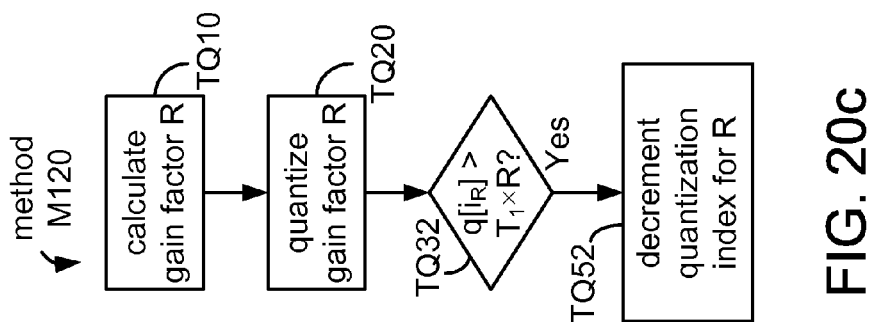 method
M120
calculate
gain factor R
TQ10
quantize
gain factor R
TQ20
q[iR] >
T1×R?
TQ32
Yes
decrement
quantization
index for R
TQ52
FIG. 20c